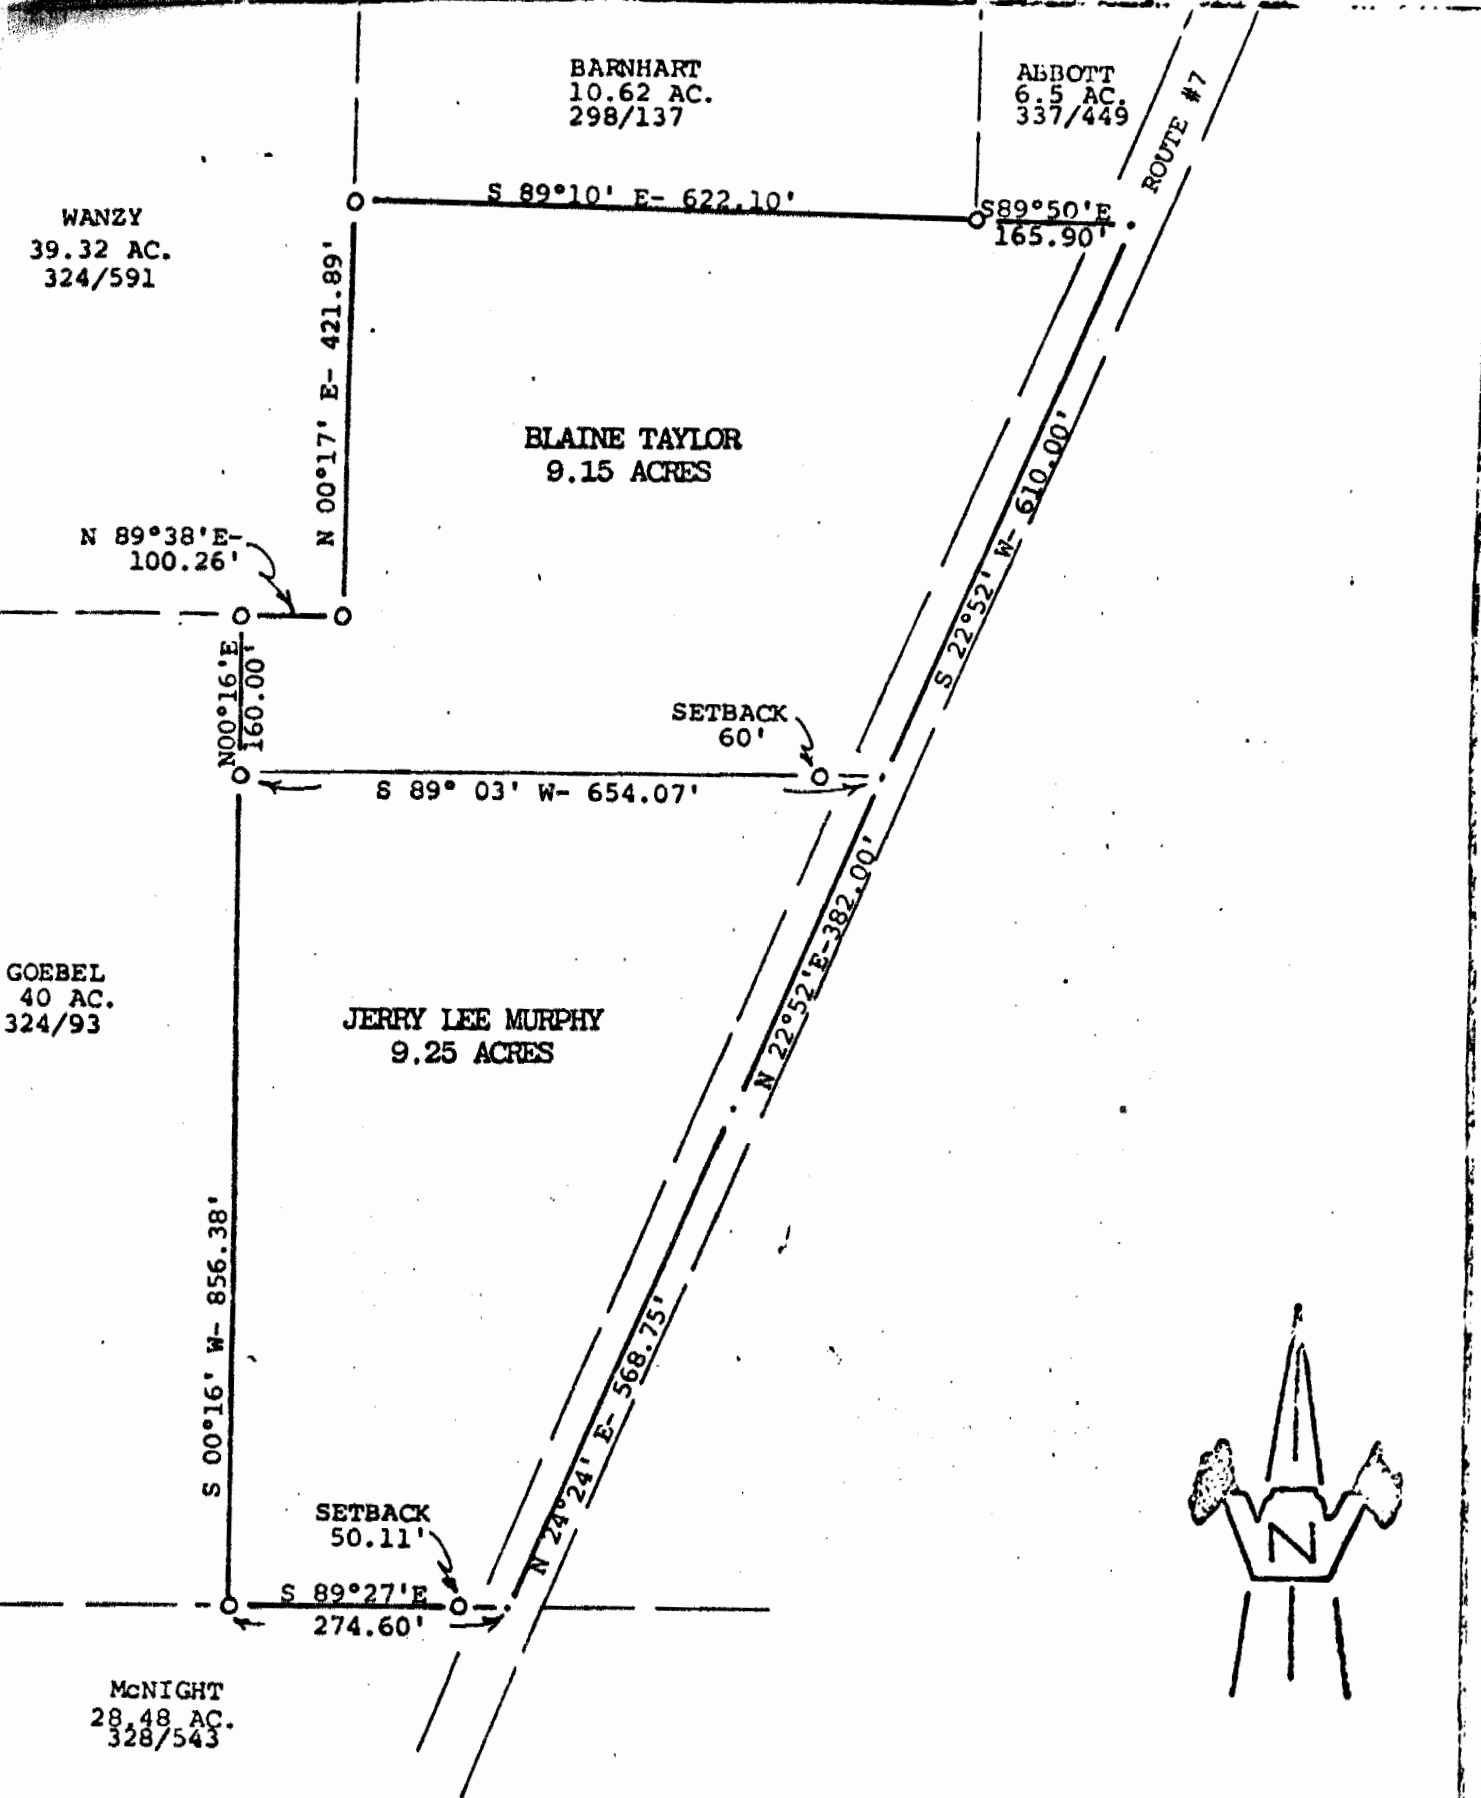 BARNHART
10.62 AC.
298/137
ABBOTT
6.5 AC.
337/449
ROUTE #7
WANZY
39.32 AC.
324/591
S 89°10' E- 622.10'
S89°50'E
165.90'
N 00°17' E- 421.89'
BLAINE TAYLOR
9.15 ACRES
S 22°52' W- 610.00'
N 89°38'E-
100.26'
N00°16'E
160.00'
SETBACK
60'
S 89° 03' W- 654.07'
N 22°52'E-382.00'
GOEBEL
40 AC.
324/93
JERRY LEE MURPHY
9.25 ACRES
S 00°16' W- 856.38'
N 24°24' E- 568.75'
SETBACK
50.11'
S 89°27'E
274.60'
N
McNIGHT
28.48 AC.
328/543